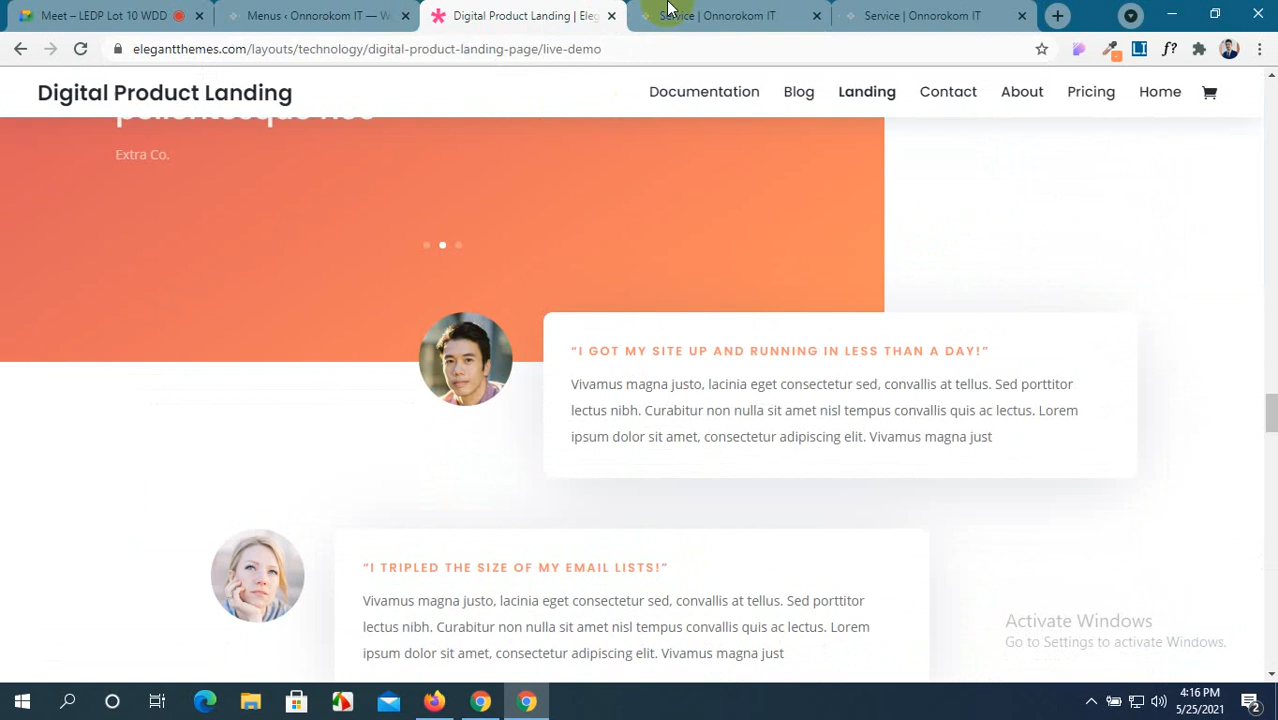 Meet – LEDP Lot 10 WDD
Menus ‹ Onnorokom IT — W
Digital Product Landing | Eleg
Service | Onnorokom IT
Service | Onnorokom IT
elegantthemes.com/layouts/technology/digital-product-landing-page/live-demo
Digital Product Landing
Documentation
Blog
Landing
Contact
About
Pricing
Home
Extra Co.
“I GOT MY SITE UP AND RUNNING IN LESS THAN A DAY!”
Vivamus magna justo, lacinia eget consectetur sed, convallis at tellus. Sed porttitor
lectus nibh. Curabitur non nulla sit amet nisl tempus convallis quis ac lectus. Lorem
ipsum dolor sit amet, consectetur adipiscing elit. Vivamus magna just
“I TRIPLED THE SIZE OF MY EMAIL LISTS!”
Vivamus magna justo, lacinia eget consectetur sed, convallis at tellus. Sed porttitor
lectus nibh. Curabitur non nulla sit amet nisl tempus convallis quis ac lectus. Lorem
ipsum dolor sit amet, consectetur adipiscing elit. Vivamus magna just
Activate Windows
Go to Settings to activate Windows.
4:16 PM
5/25/2021
2